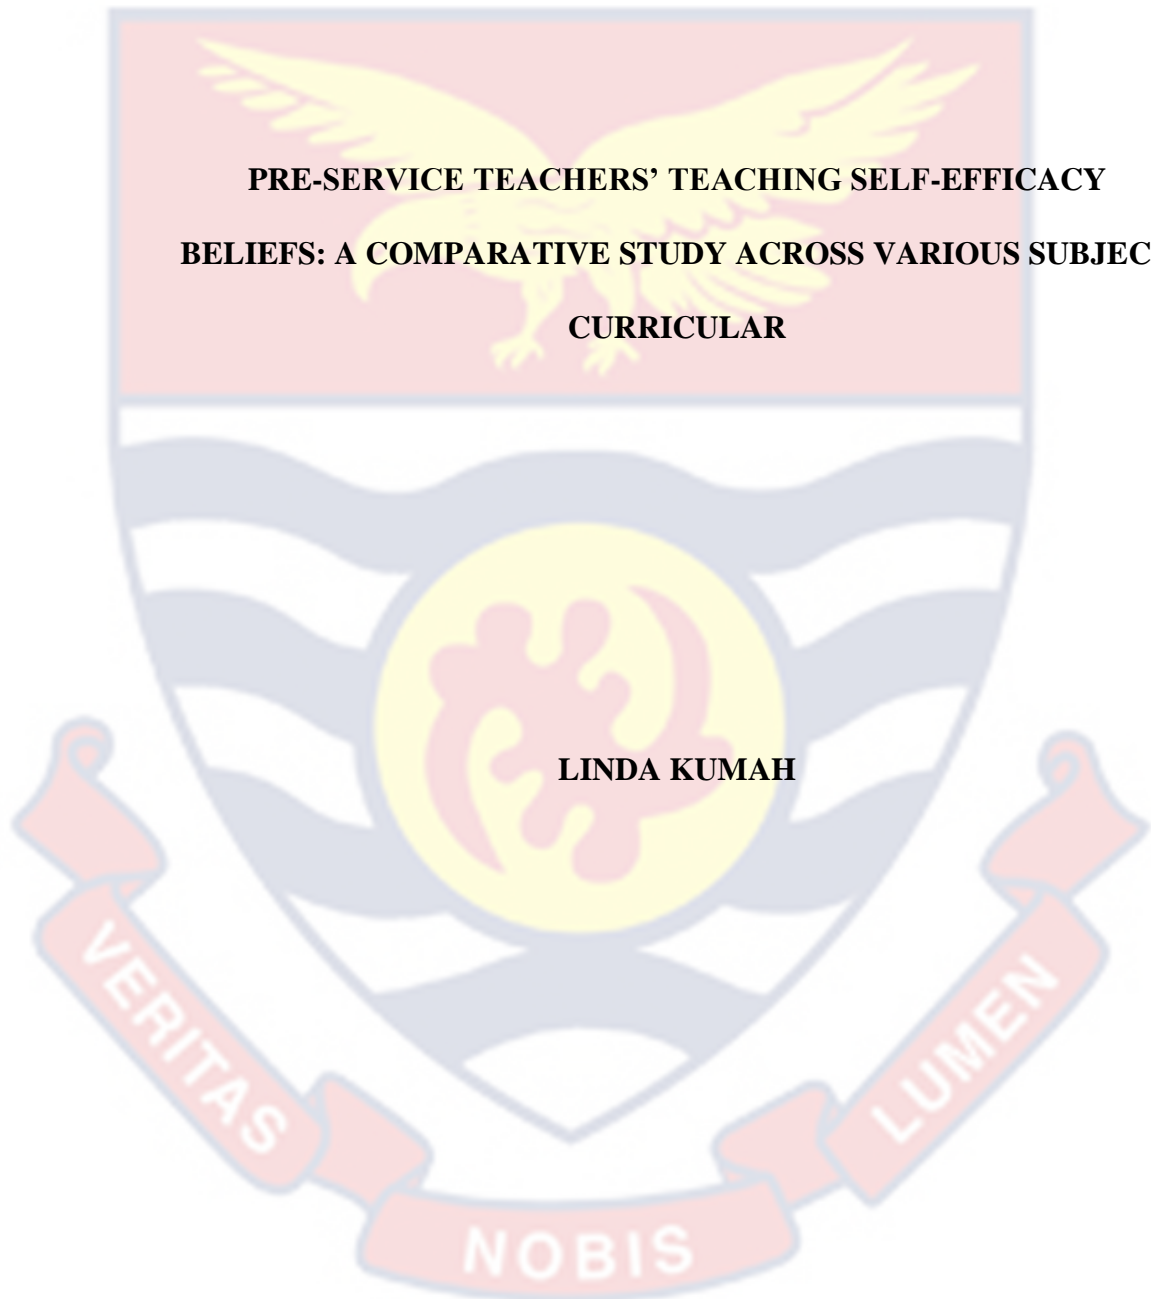 PRE-SERVICE TEACHERS’ TEACHING SELF-EFFICACY
BELIEFS: A COMPARATIVE STUDY ACROSS VARIOUS SUBJEC
CURRICULAR
LINDA KUMAH
VERITAS
NOBIS
LUMEN